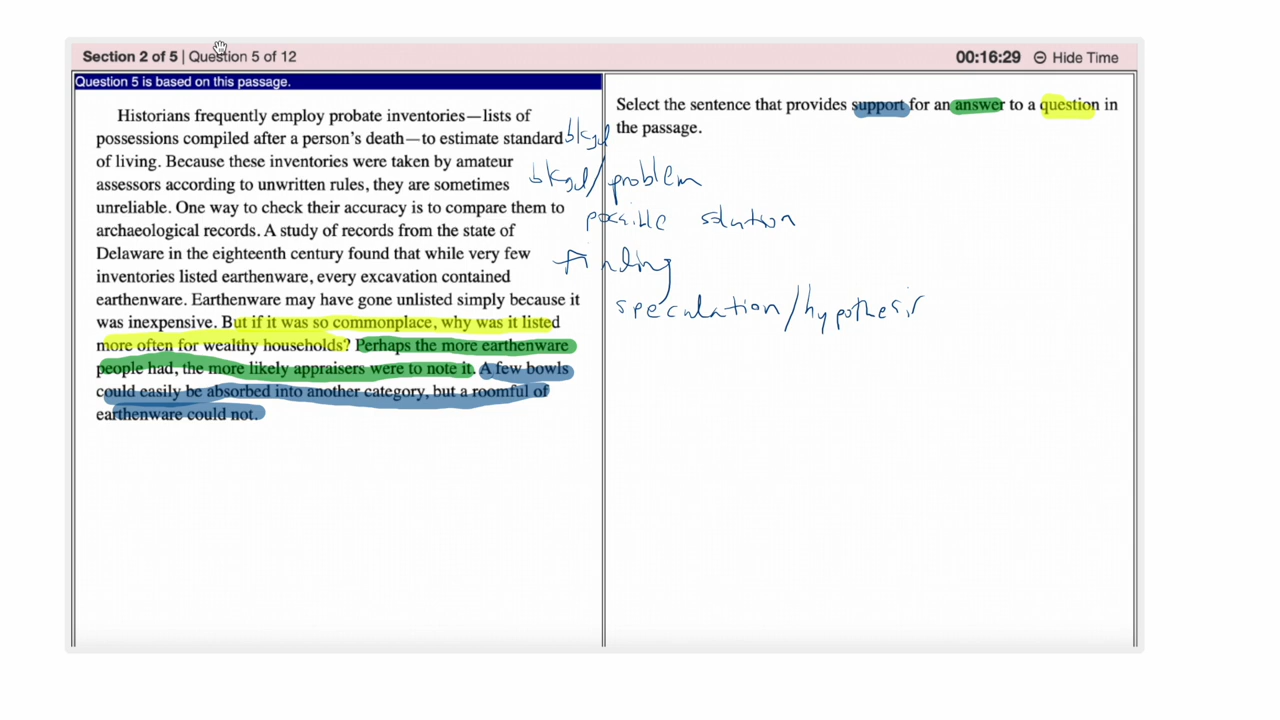 Section 2 of 5 | Question 5 of 12
00:16:29 Hide Time
Question 5 is based on this passage.
Historians frequently employ probate inventories—lists of
possessions compiled after a person's death—to estimate standard
of living. Because these inventories were taken by amateur
assessors according to unwritten rules, they are sometimes
unreliable. One way to check their accuracy is to compare them to
archaeological records. A study of records from the state of
Delaware in the eighteenth century found that while very few
inventories listed earthenware, every excavation contained
earthenware. Earthenware may have gone unlisted simply because it
was inexpensive. But if it was so commonplace, why was it listed
more often for wealthy households? Perhaps the more earthenware
people had, the more likely appraisers were to note it. A few bowls
could easily be absorbed into another category, but a roomful of
earthenware could not.
Select the sentence that provides support for an answer to a question in
the passage.
bkgd
bkgd/problem
possible solution
finding
speculation/hypothesis